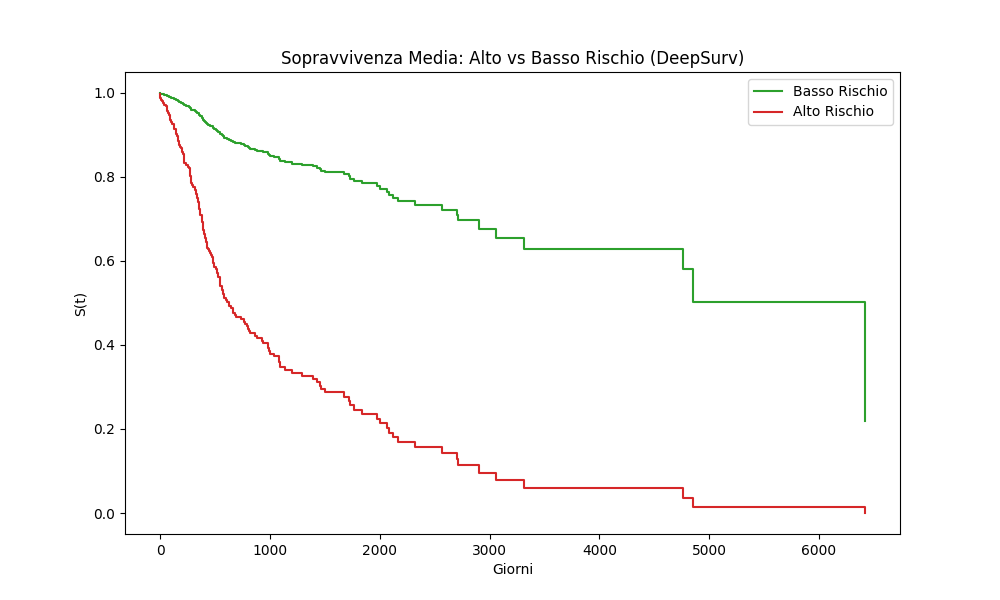 Sopravvivenza Media: Alto vs Basso Rischio (DeepSurv)
Basso Rischio
Alto Rischio
S(t)
1.0
0.8
0.6
0.4
0.2
0.0
0 1000 2000 3000 4000 5000 6000
Giorni